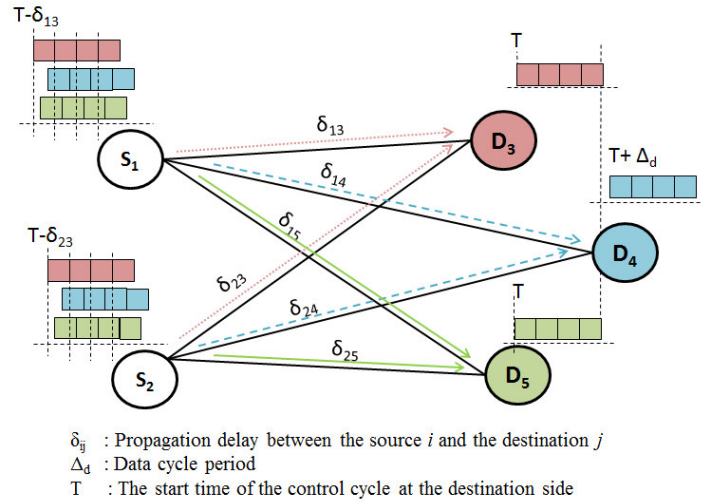 T-δ13
T
S1
δ13
D3
δ14
T+ Δd
T-δ23
δ15
δ23
D4
δ24
T
S2
δ25
D5
δij : Propagation delay between the source i and the destination j
Δd : Data cycle period
T : The start time of the control cycle at the destination side